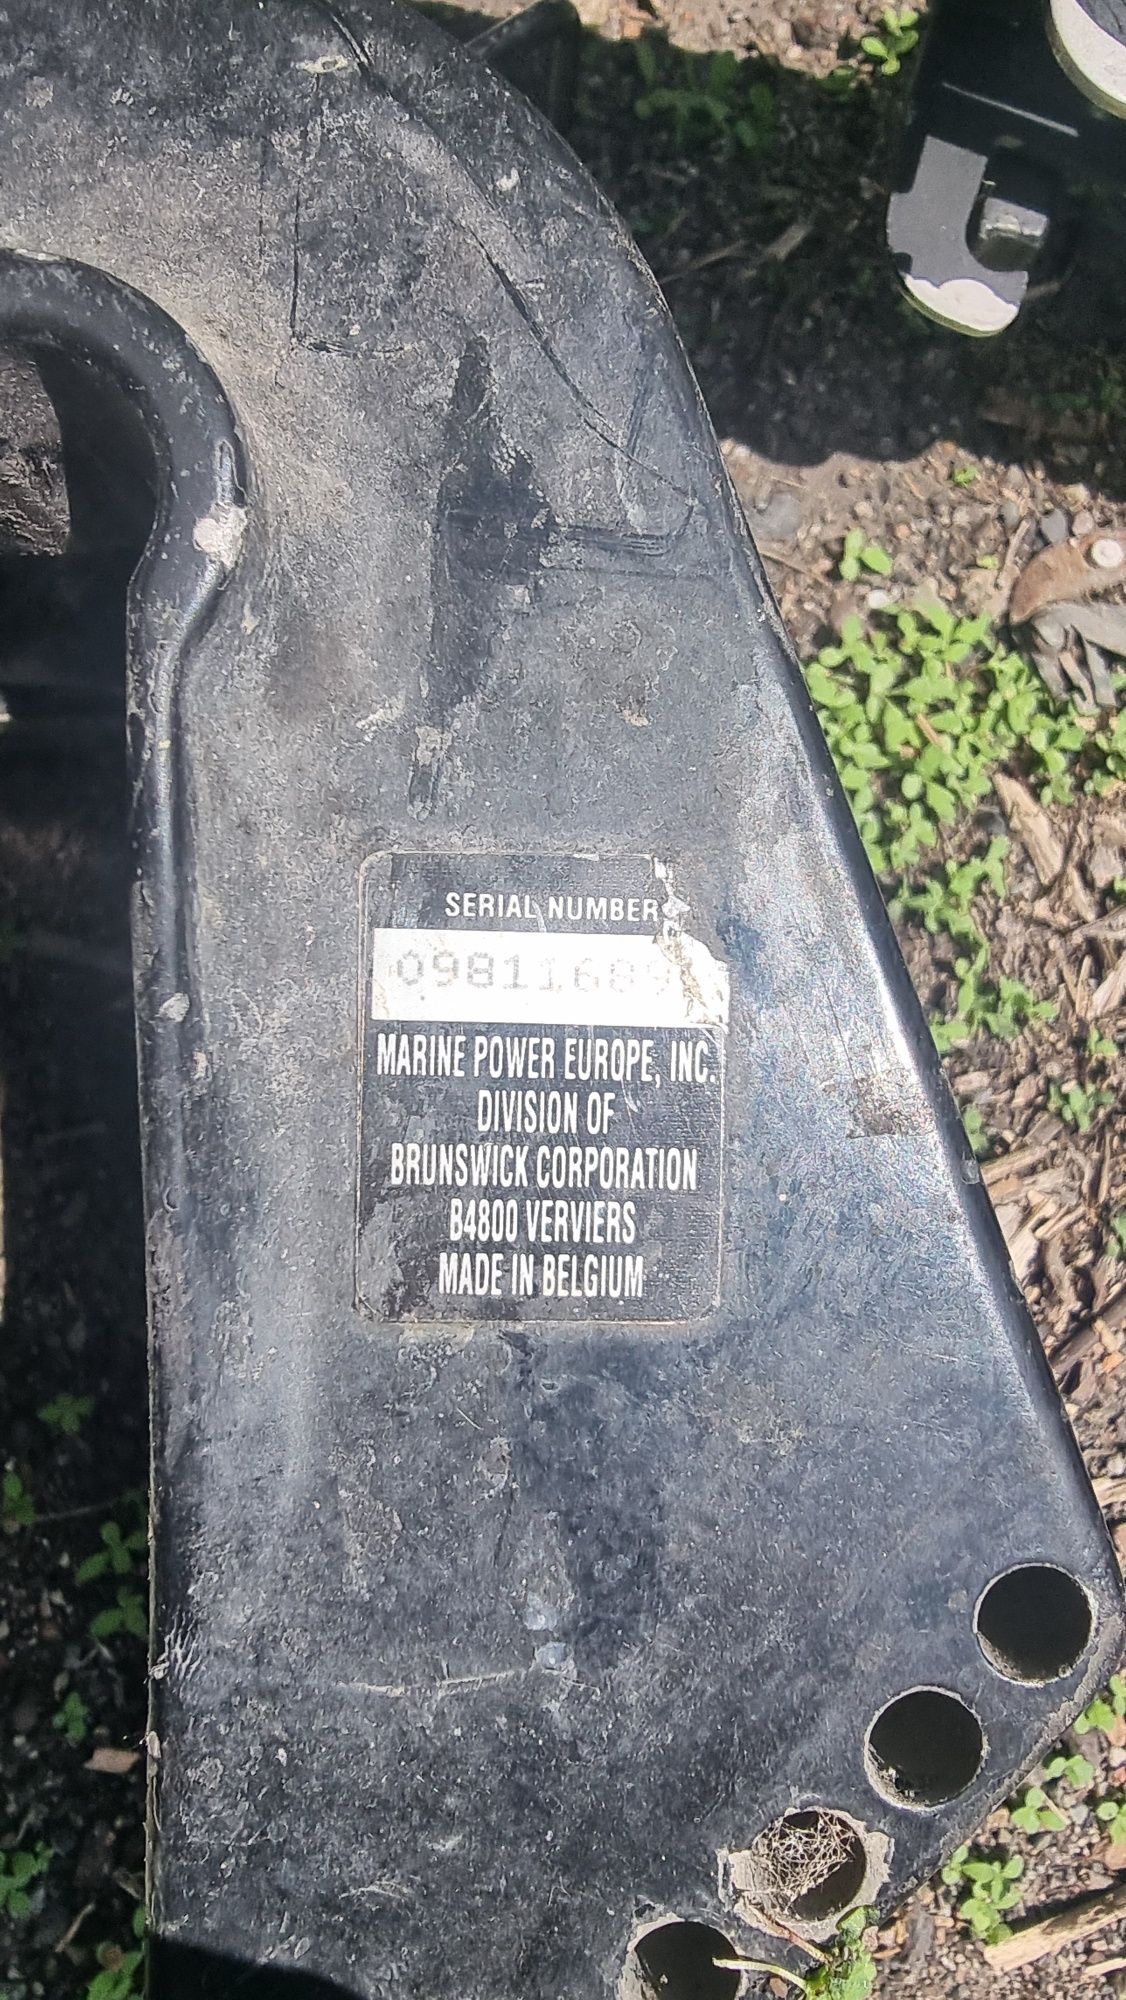 SERIAL NUMBER
MARINE POWER EUROPE, INC.
DIVISION OF
BRUNSWICK CORPORATION
B4800 VERVIERS
MADE IN BELGIUM